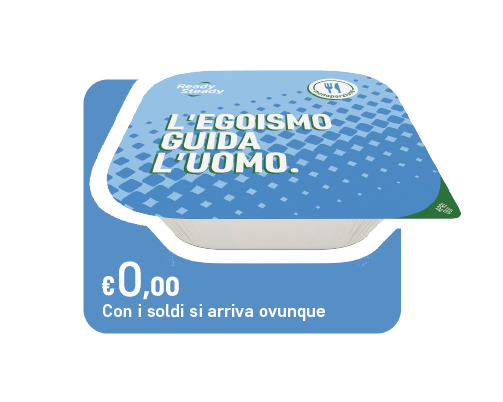 Ready
Steady
L'EGOISMO
GUIDA
L'UOMO.
€0,00
Con i soldi si arriva ovunque